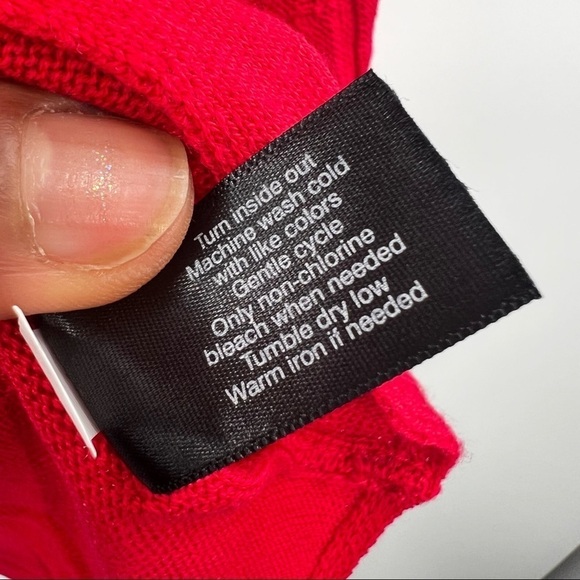 Turn inside out
Machine wash cold
with like colors
Gentle cycle
Only non-chlorine
bleach when needed
Tumble dry low
Warm iron if needed